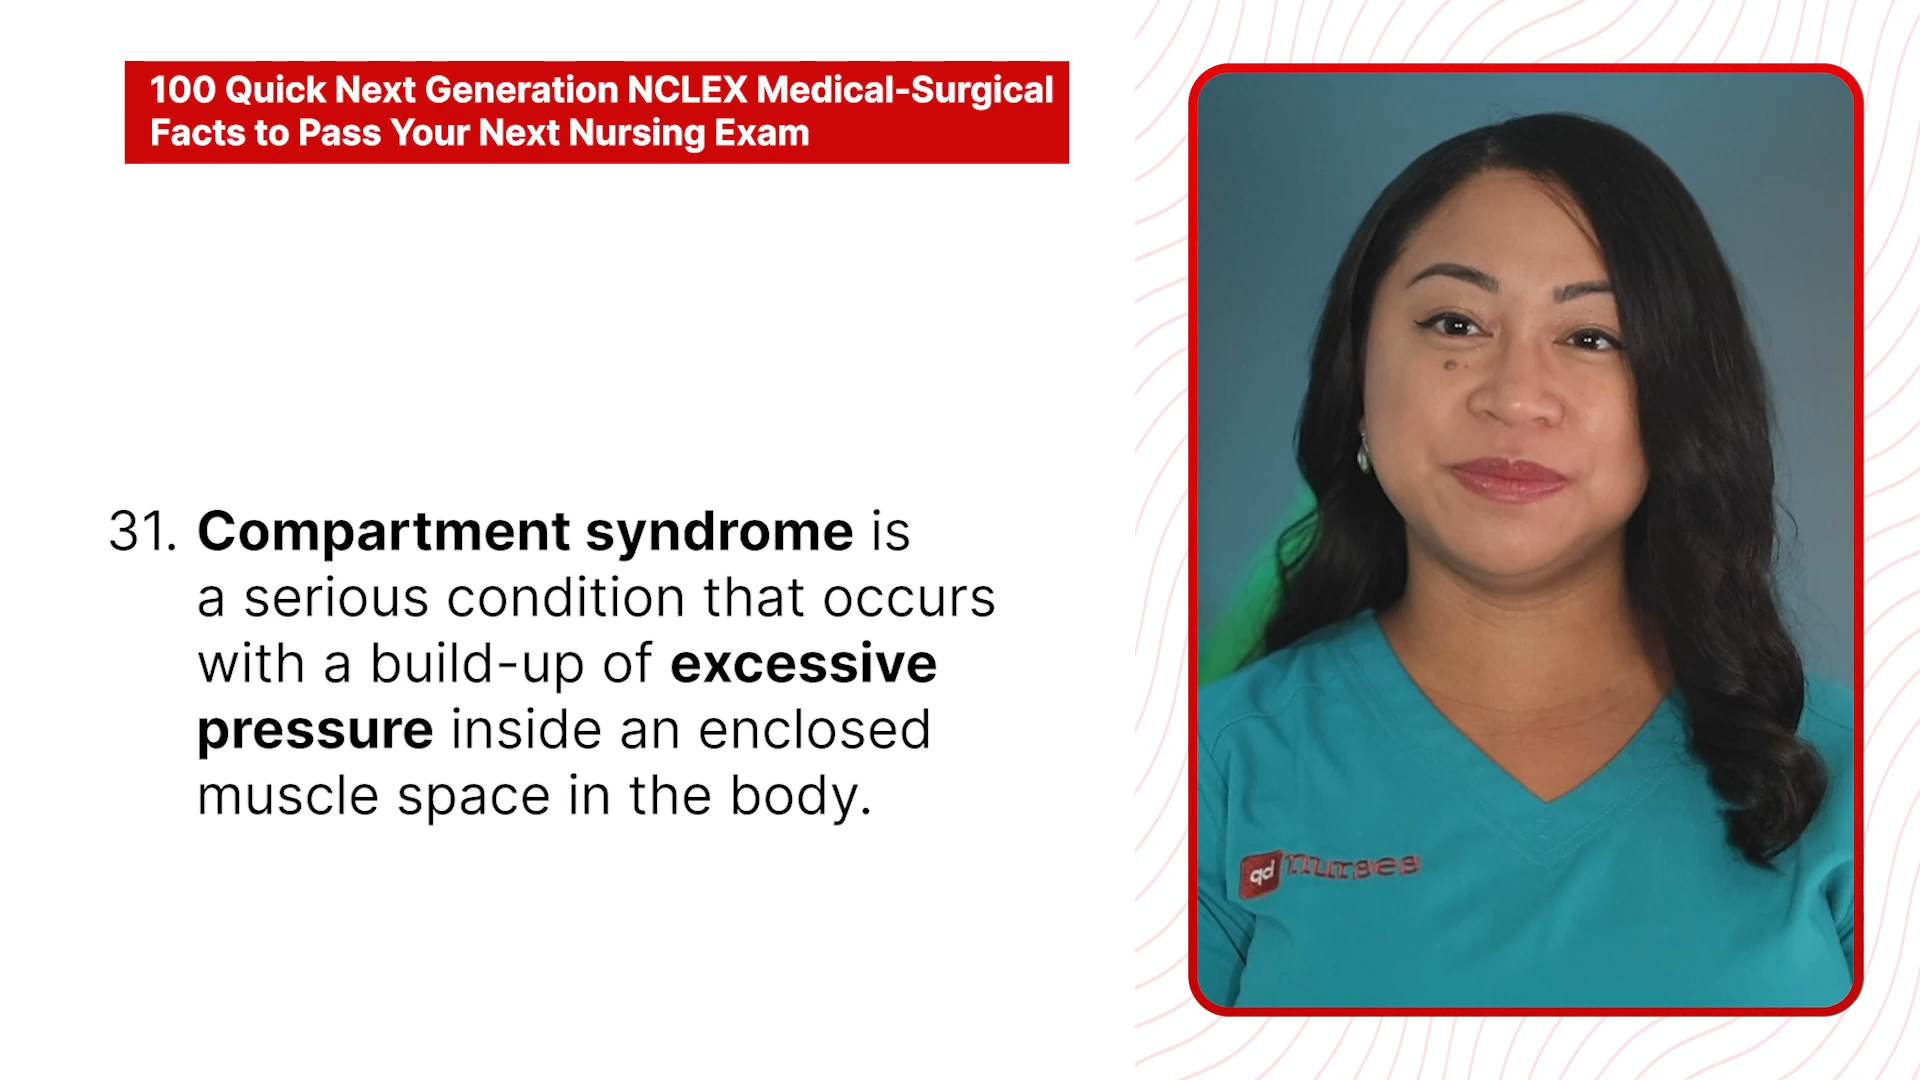 100 Quick Next Generation NCLEX Medical-Surgical
Facts to Pass Your Next Nursing Exam
31. Compartment syndrome is
a serious condition that occurs
with a build-up of excessive
pressure inside an enclosed
muscle space in the body.
qd nurses